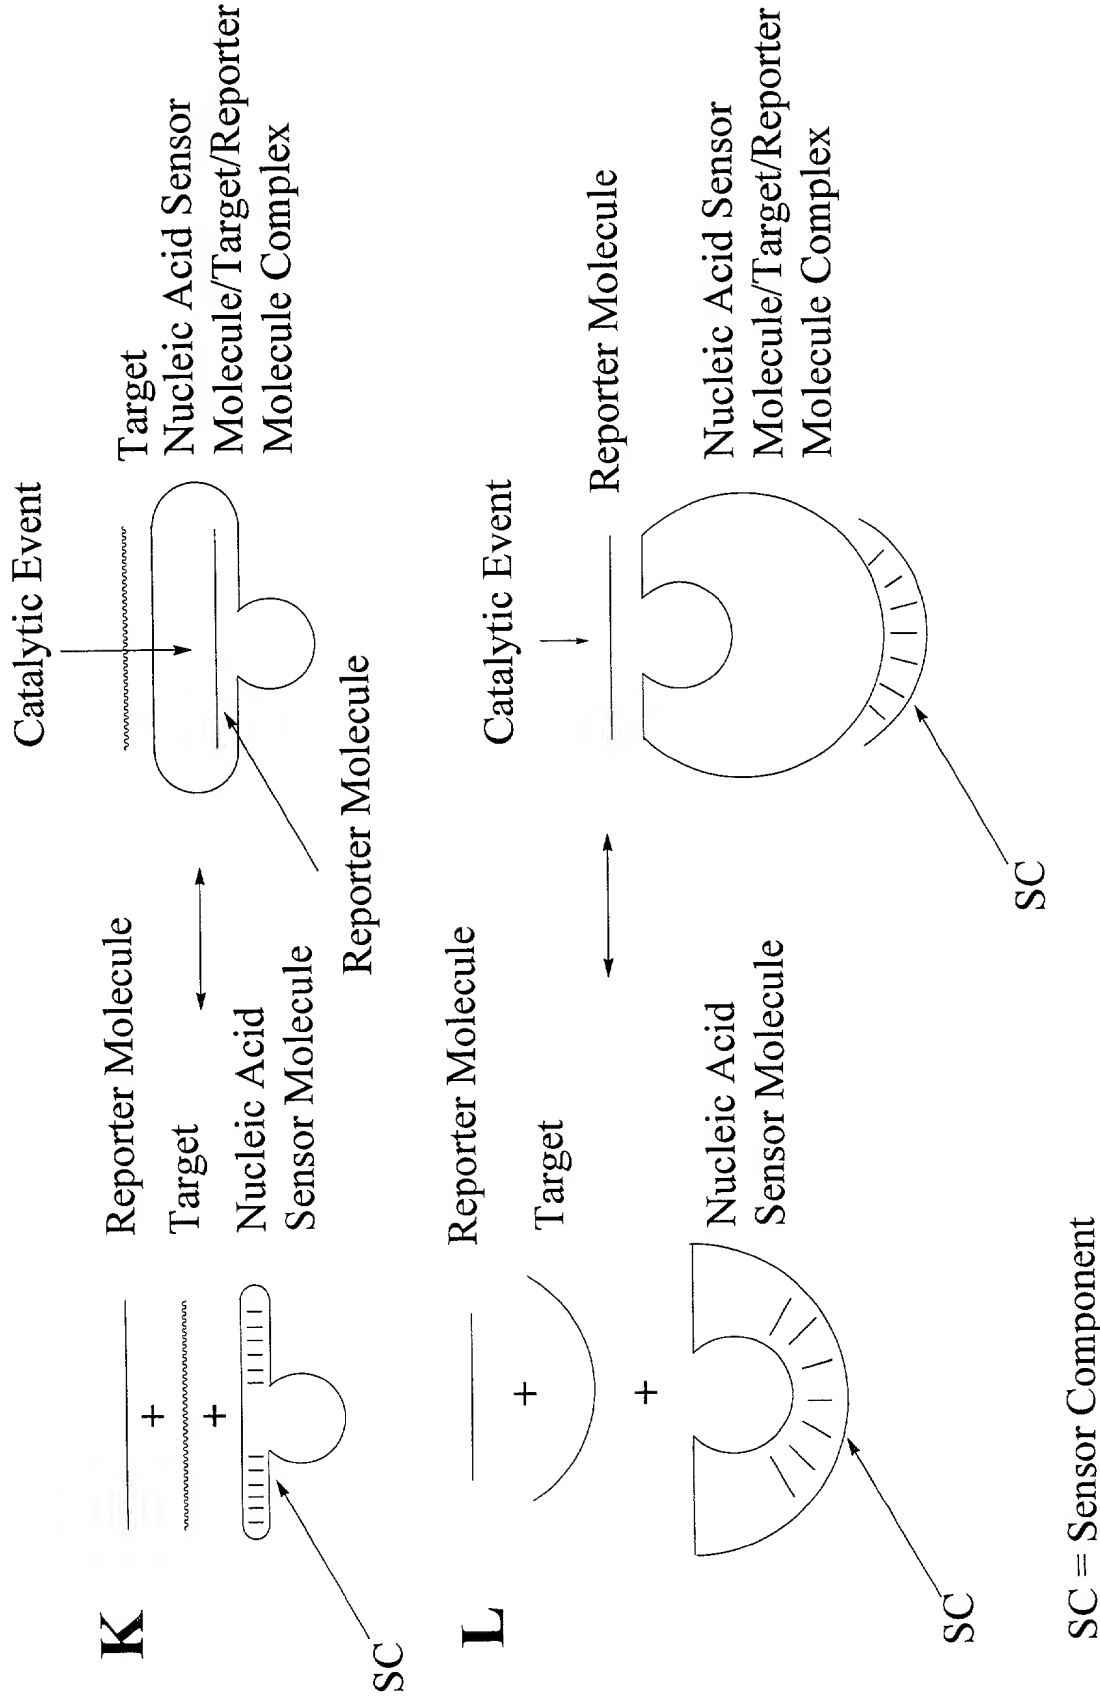 K
Reporter Molecule
+
Target
+
Nucleic Acid
Sensor Molecule
SC
Catalytic Event
Target
Nucleic Acid Sensor
Molecule/Target/Reporter
Molecule Complex
Reporter Molecule
L
Reporter Molecule
+
Target
+
Nucleic Acid
Sensor Molecule
SC
Catalytic Event
Reporter Molecule
Nucleic Acid Sensor
Molecule/Target/Reporter
Molecule Complex
SC
SC = Sensor Component